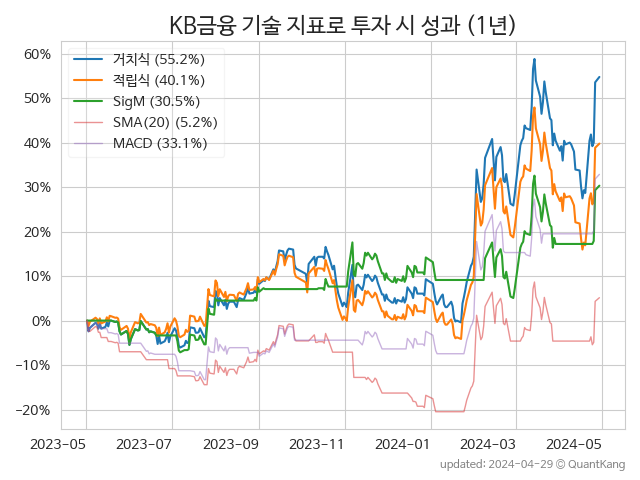 KB금융 기술 지표로 투자 시 성과 (1년)
거치식 (55.2%)
적립식 (40.1%)
SigM (30.5%)
SMA(20) (5.2%)
MACD (33.1%)
60%
50%
40%
30%
20%
10%
0%
−10%
−20%
2023-05 2023-07 2023-09 2023-11 2024-01 2024-03 2024-05
updated: 2024-04-29 © QuantKang